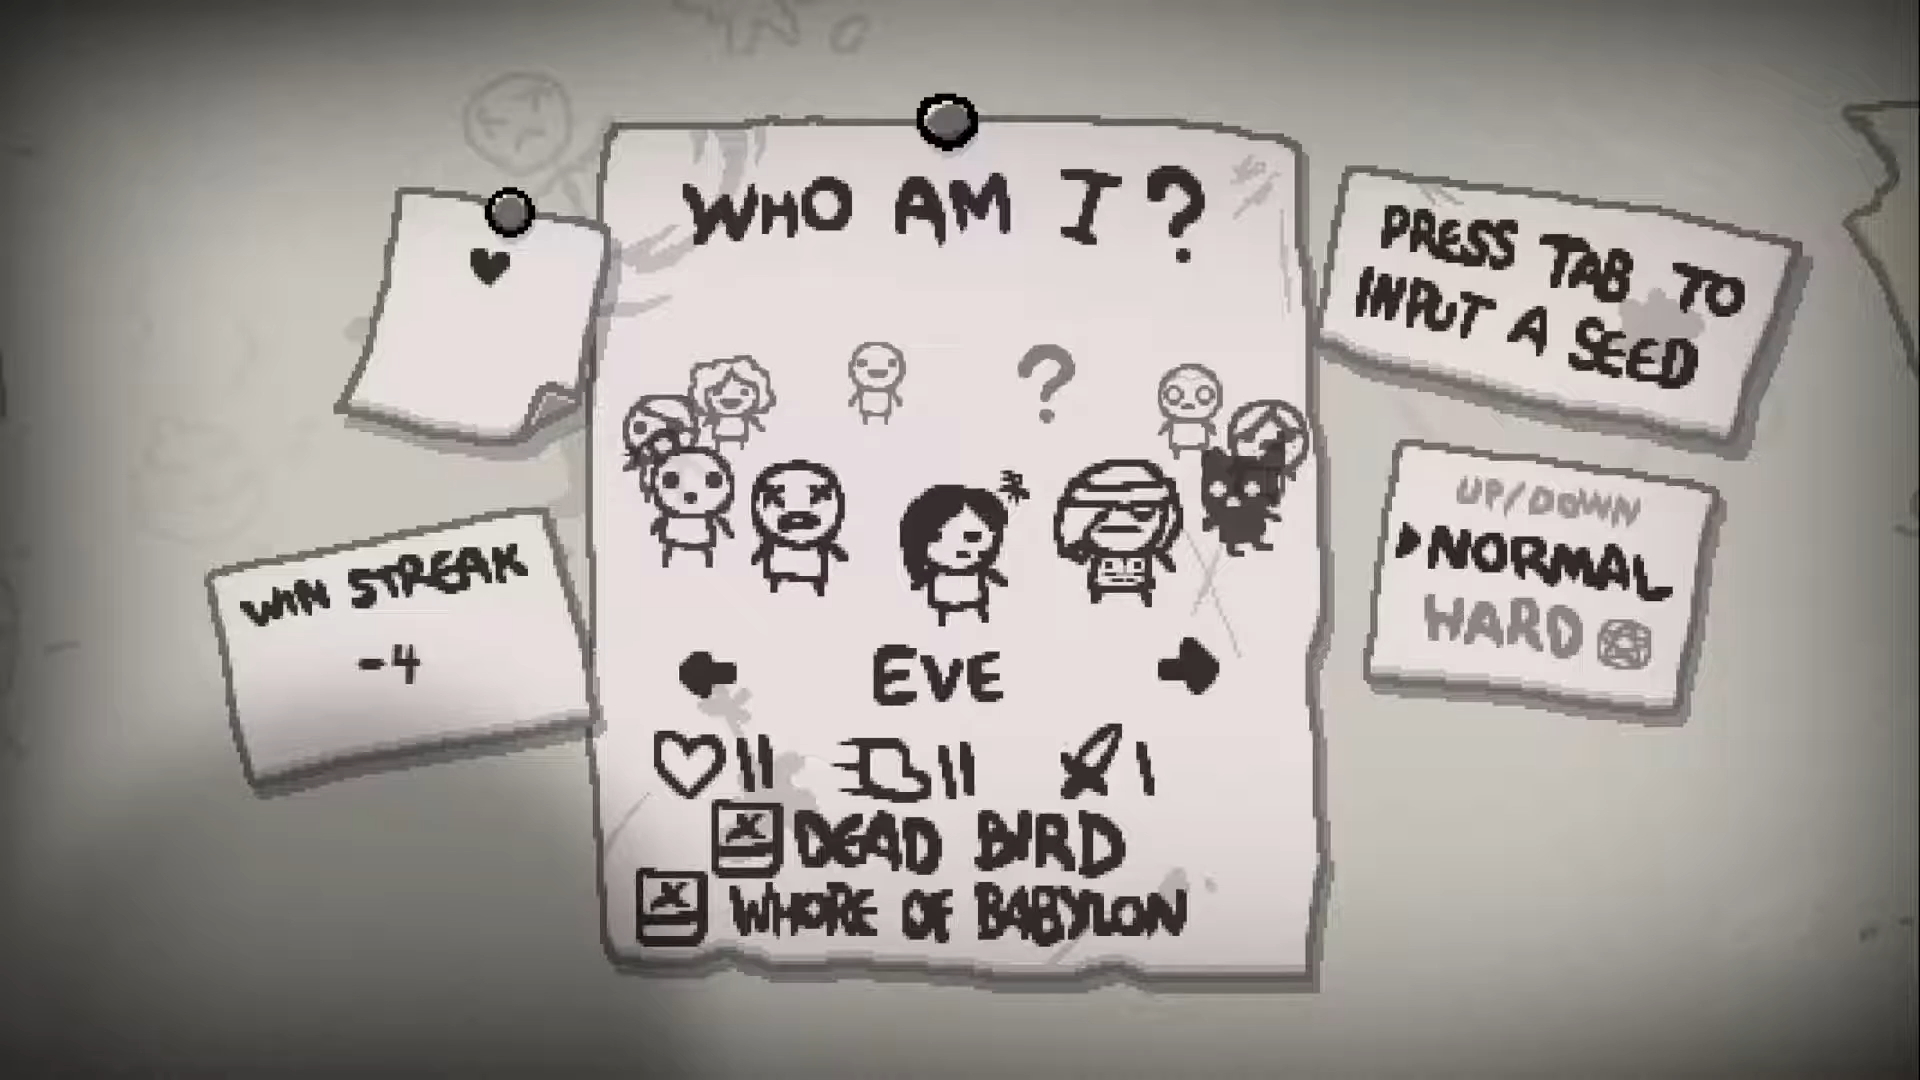 WHO AM I ?
PRESS TAB TO
INPUT A SEED
UP/DOWN
NORMAL
HARD
WIN STREAK
-4
?
EVE
DEAD BIRD
WHORE OF BABYLON